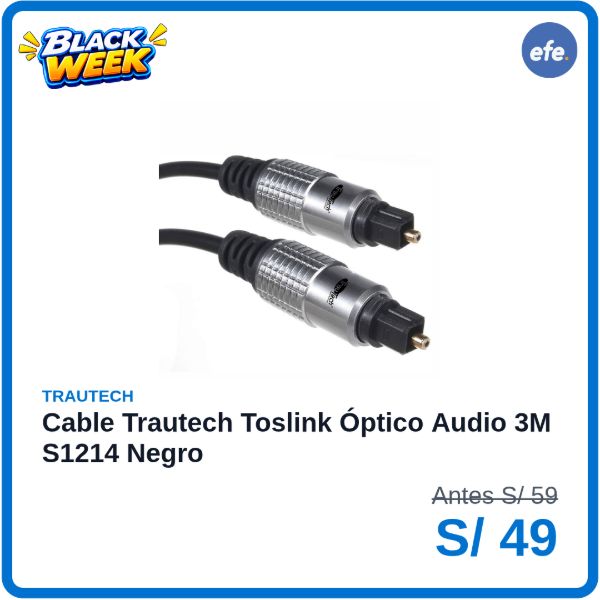 BLACK
WEEK
efe.
TRAUTECH
Cable Trautech Toslink Óptico Audio 3M
S1214 Negro
Antes S/ 59
S/ 49